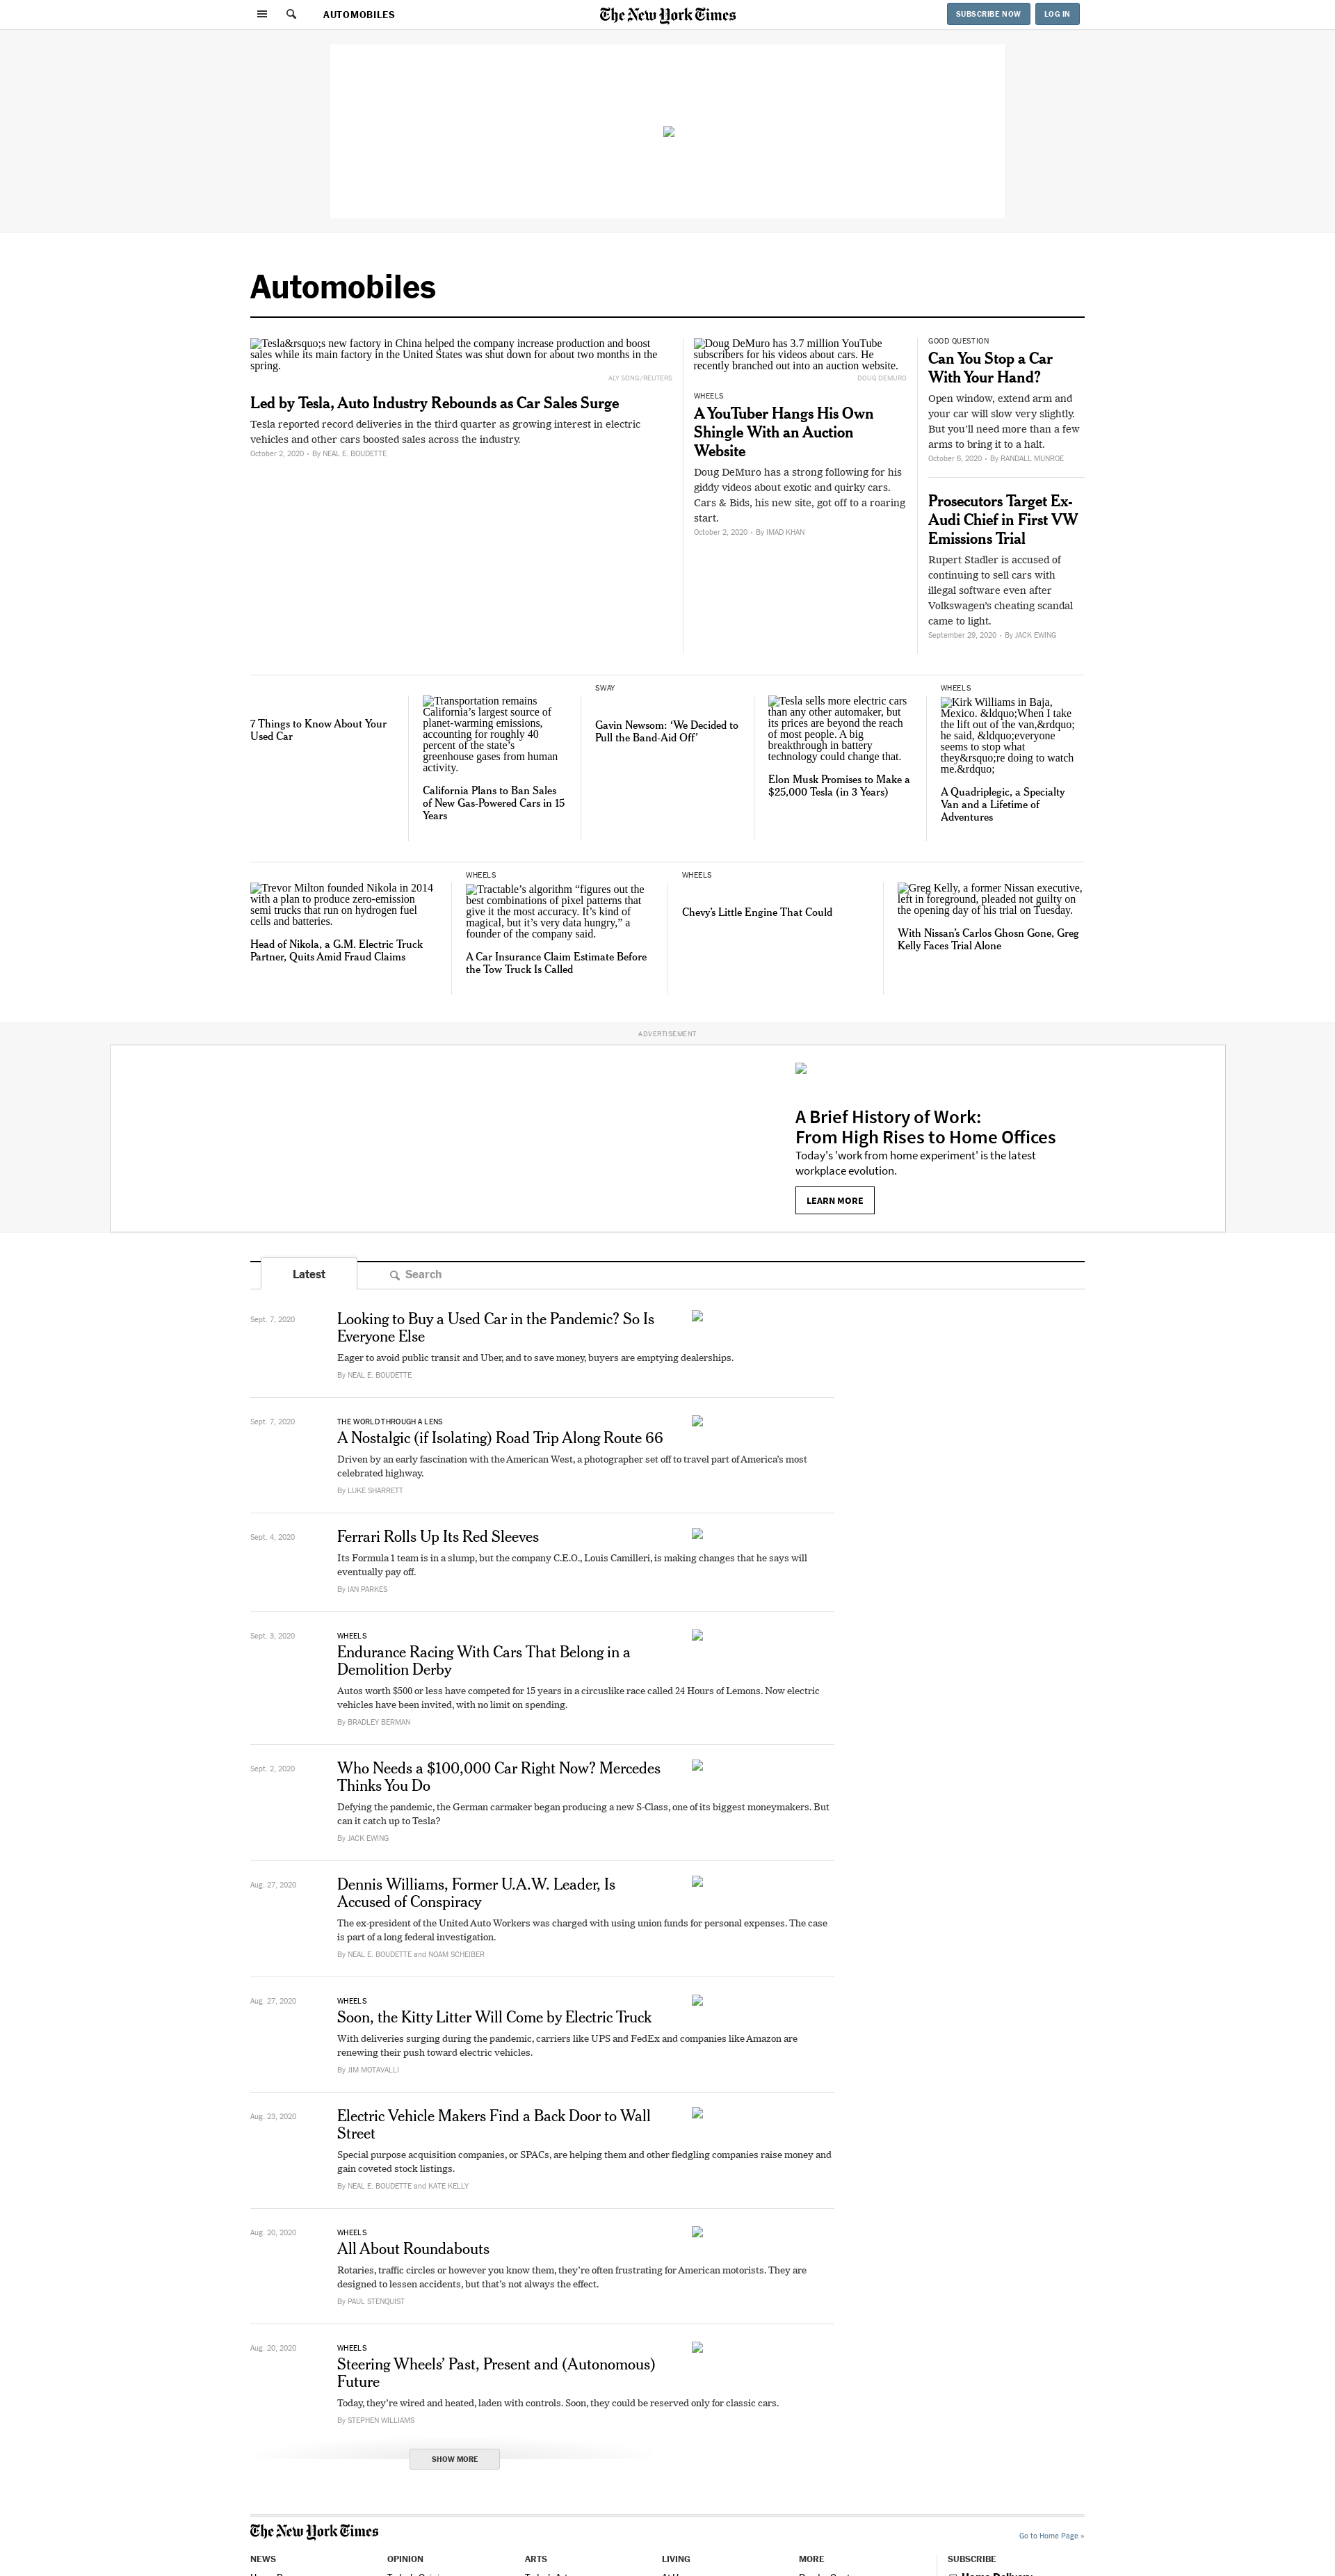 AUTOMOBILES
The New York Times
SUBSCRIBE NOW
LOG IN
Automobiles
Tesla&rsquo;s new factory in China helped the company increase production and boost
sales while its main factory in the United States was shut down for about two months in the
spring.
ALY SONG/REUTERS
Led by Tesla, Auto Industry Rebounds as Car Sales Surge
Tesla reported record deliveries in the third quarter as growing interest in electric
vehicles and other cars boosted sales across the industry.
October 2, 2020 • By NEAL E. BOUDETTE
Doug DeMuro has 3.7 million YouTube
subscribers for his videos about cars. He
recently branched out into an auction website.
DOUG DEMURO
WHEELS
A YouTuber Hangs His Own
Shingle With an Auction
Website
Doug DeMuro has a strong following for his
giddy videos about exotic and quirky cars.
Cars & Bids, his new site, got off to a roaring
start.
October 2, 2020 • By IMAD KHAN
GOOD QUESTION
Can You Stop a Car
With Your Hand?
Open window, extend arm and
your car will slow very slightly.
But you’ll need more than a few
arms to bring it to a halt.
October 6, 2020 • By RANDALL MUNROE
Prosecutors Target Ex-
Audi Chief in First VW
Emissions Trial
Rupert Stadler is accused of
continuing to sell cars with
illegal software even after
Volkswagen’s cheating scandal
came to light.
September 29, 2020 • By JACK EWING
7 Things to Know About Your
Used Car
Transportation remains
California’s largest source of
planet-warming emissions,
accounting for roughly 40
percent of the state’s
greenhouse gases from human
activity.
California Plans to Ban Sales
of New Gas-Powered Cars in 15
Years
SWAY
Gavin Newsom: ‘We Decided to
Pull the Band-Aid Off’
Tesla sells more electric cars
than any other automaker, but
its prices are beyond the reach
of most people. A big
breakthrough in battery
technology could change that.
Elon Musk Promises to Make a
$25,000 Tesla (in 3 Years)
WHEELS
Kirk Williams in Baja,
Mexico. &ldquo;When I take
the lift out of the van,&rdquo;
he said, &ldquo;everyone
seems to stop what
they&rsquo;re doing to watch
me.&rdquo;
A Quadriplegic, a Specialty
Van and a Lifetime of
Adventures
Trevor Milton founded Nikola in 2014
with a plan to produce zero-emission
semi trucks that run on hydrogen fuel
cells and batteries.
Head of Nikola, a G.M. Electric Truck
Partner, Quits Amid Fraud Claims
WHEELS
Tractable’s algorithm “figures out the
best combinations of pixel patterns that
give it the most accuracy. It’s kind of
magical, but it’s very data hungry,” a
founder of the company said.
A Car Insurance Claim Estimate Before
the Tow Truck Is Called
WHEELS
Chevy’s Little Engine That Could
Greg Kelly, a former Nissan executive,
left in foreground, pleaded not guilty on
the opening day of his trial on Tuesday.
With Nissan’s Carlos Ghosn Gone, Greg
Kelly Faces Trial Alone
ADVERTISEMENT
A Brief History of Work:
From High Rises to Home Offices
Today's 'work from home experiment' is the latest
workplace evolution.
LEARN MORE
Latest
Search
Sept. 7, 2020
Looking to Buy a Used Car in the Pandemic? So Is
Everyone Else
Eager to avoid public transit and Uber, and to save money, buyers are emptying dealerships.
By NEAL E. BOUDETTE
Sept. 7, 2020
THE WORLD THROUGH A LENS
A Nostalgic (if Isolating) Road Trip Along Route 66
Driven by an early fascination with the American West, a photographer set off to travel part of America’s most
celebrated highway.
By LUKE SHARRETT
Sept. 4, 2020
Ferrari Rolls Up Its Red Sleeves
Its Formula 1 team is in a slump, but the company C.E.O., Louis Camilleri, is making changes that he says will
eventually pay off.
By IAN PARKES
Sept. 3, 2020
WHEELS
Endurance Racing With Cars That Belong in a
Demolition Derby
Autos worth $500 or less have competed for 15 years in a circuslike race called 24 Hours of Lemons. Now electric
vehicles have been invited, with no limit on spending.
By BRADLEY BERMAN
Sept. 2, 2020
Who Needs a $100,000 Car Right Now? Mercedes
Thinks You Do
Defying the pandemic, the German carmaker began producing a new S-Class, one of its biggest moneymakers. But
can it catch up to Tesla?
By JACK EWING
Aug. 27, 2020
Dennis Williams, Former U.A.W. Leader, Is
Accused of Conspiracy
The ex-president of the United Auto Workers was charged with using union funds for personal expenses. The case
is part of a long federal investigation.
By NEAL E. BOUDETTE and NOAM SCHEIBER
Aug. 27, 2020
WHEELS
Soon, the Kitty Litter Will Come by Electric Truck
With deliveries surging during the pandemic, carriers like UPS and FedEx and companies like Amazon are
renewing their push toward electric vehicles.
By JIM MOTAVALLI
Aug. 23, 2020
Electric Vehicle Makers Find a Back Door to Wall
Street
Special purpose acquisition companies, or SPACs, are helping them and other fledgling companies raise money and
gain coveted stock listings.
By NEAL E. BOUDETTE and KATE KELLY
Aug. 20, 2020
WHEELS
All About Roundabouts
Rotaries, traffic circles or however you know them, they’re often frustrating for American motorists. They are
designed to lessen accidents, but that’s not always the effect.
By PAUL STENQUIST
Aug. 20, 2020
WHEELS
Steering Wheels’ Past, Present and (Autonomous)
Future
Today, they’re wired and heated, laden with controls. Soon, they could be reserved only for classic cars.
By STEPHEN WILLIAMS
SHOW MORE
The New York Times
Go to Home Page »
NEWS
OPINION
ARTS
LIVING
MORE
SUBSCRIBE